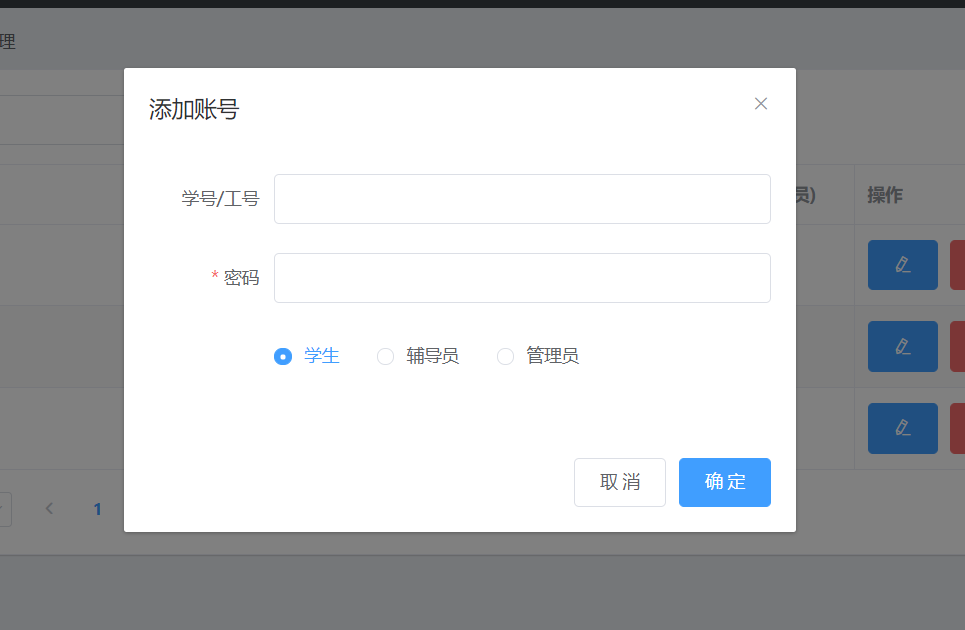 理
添加账号
学号/工号
员)
操作
* 密码
学生 辅导员 管理员
取 消 确 定
1